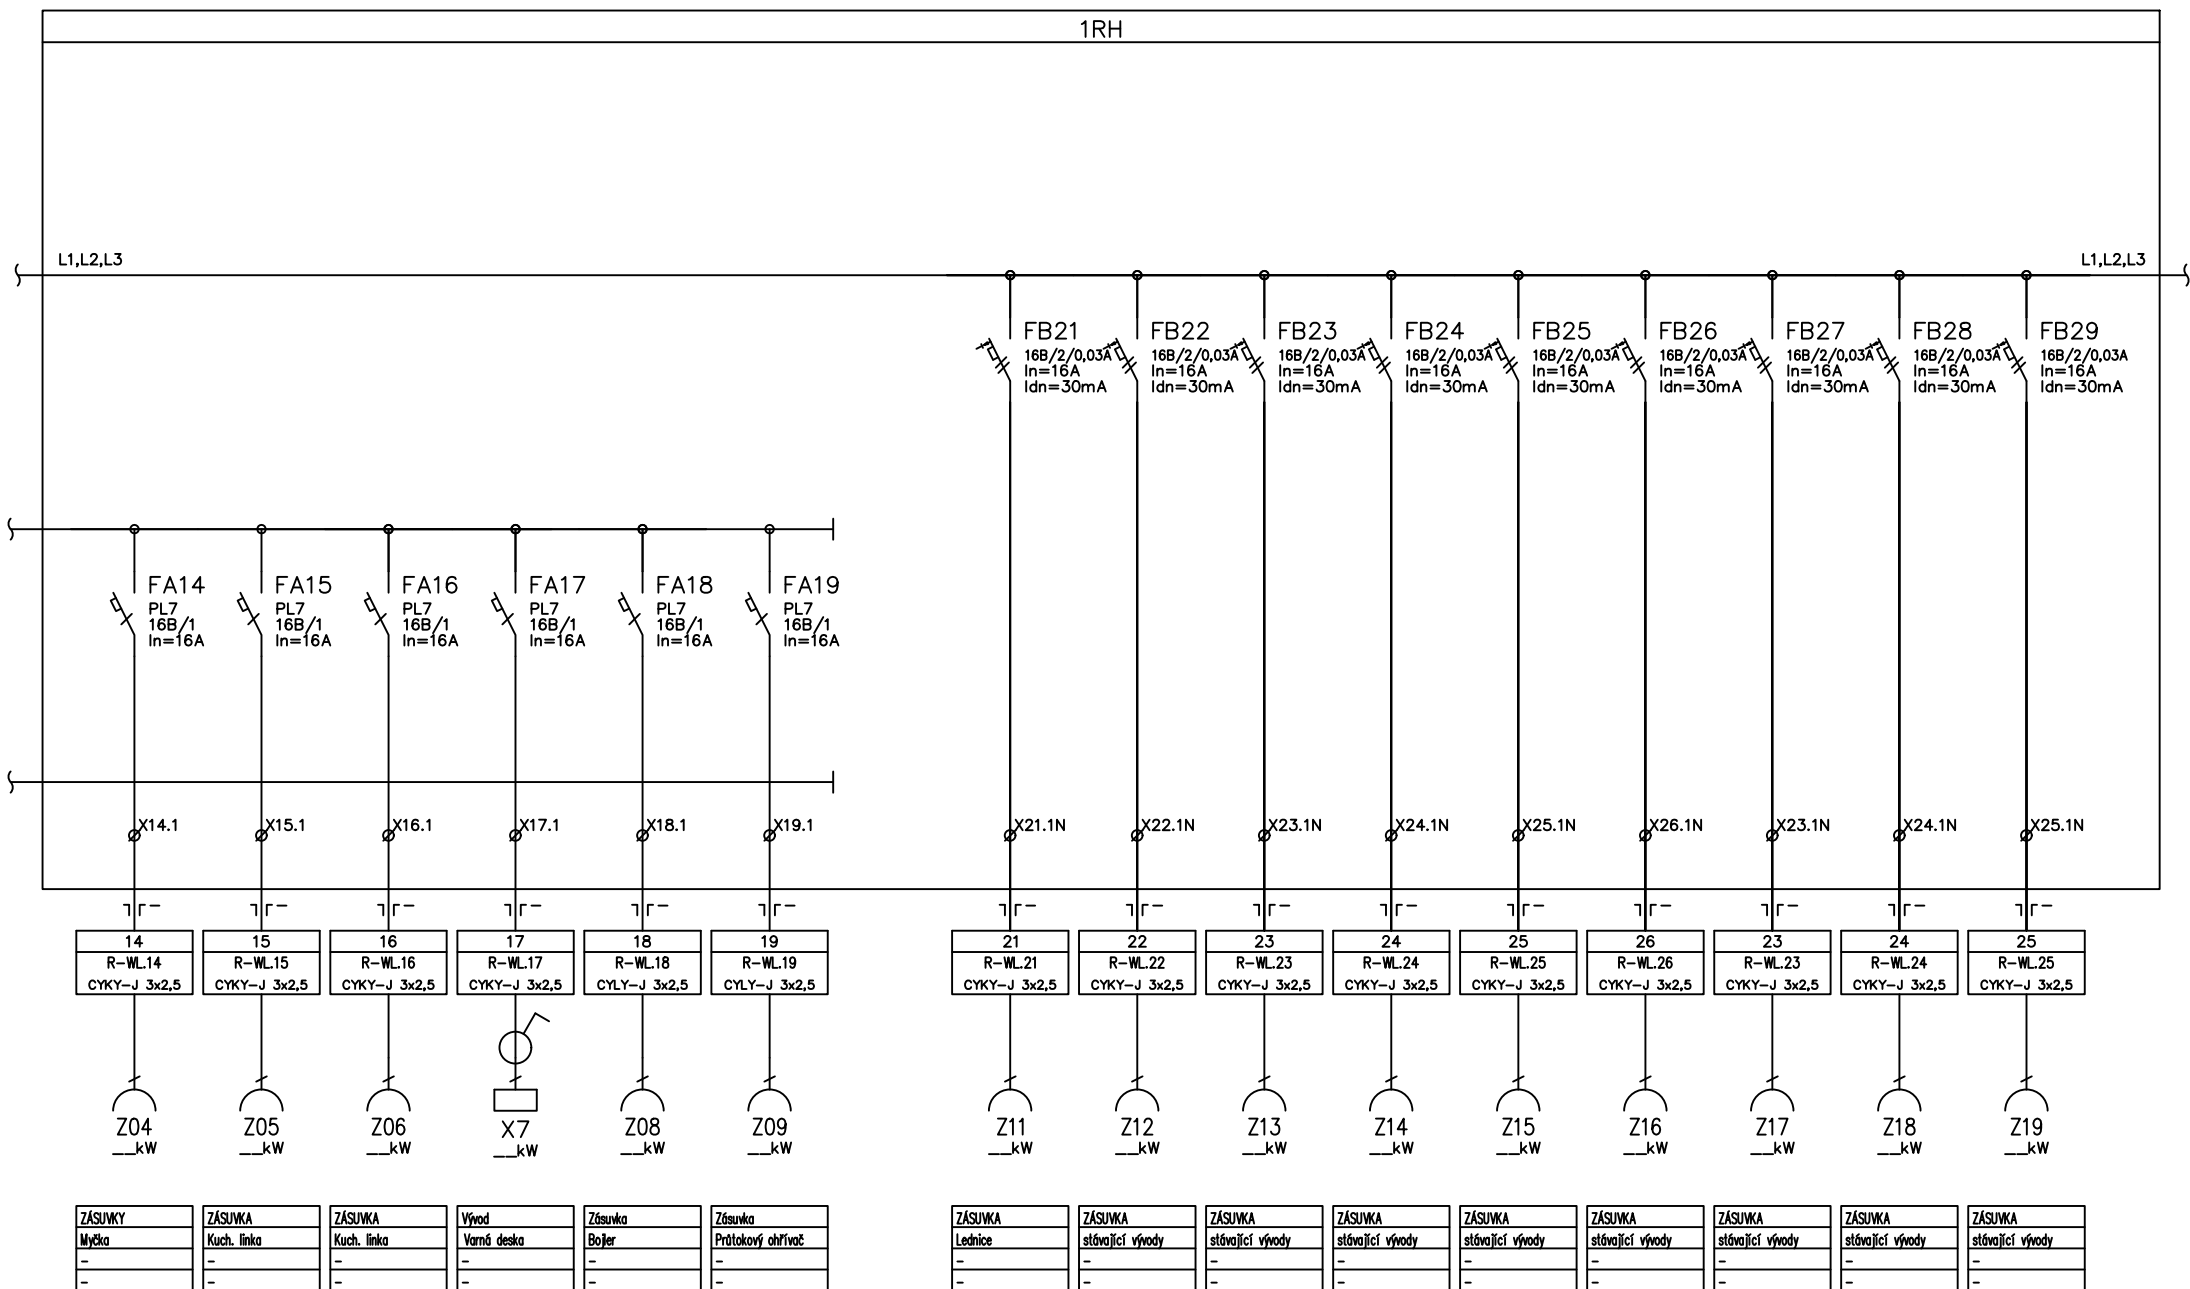 1RH
L1,L2,L3
L1,L2,L3
FB21
16B/2/0,03A
In=16A
Idn=30mA
FB22
16B/2/0,03A
In=16A
Idn=30mA
FB23
16B/2/0,03A
In=16A
Idn=30mA
FB24
16B/2/0,03A
In=16A
Idn=30mA
FB25
16B/2/0,03A
In=16A
Idn=30mA
FB26
16B/2/0,03A
In=16A
Idn=30mA
FB27
16B/2/0,03A
In=16A
Idn=30mA
FB28
16B/2/0,03A
In=16A
Idn=30mA
FB29
16B/2/0,03A
In=16A
Idn=30mA
FA14
PL7
16B/1
In=16A
FA15
PL7
16B/1
In=16A
FA16
PL7
16B/1
In=16A
FA17
PL7
16B/1
In=16A
FA18
PL7
16B/1
In=16A
FA19
PL7
16B/1
In=16A
X14.1
X15.1
X16.1
X17.1
X18.1
X19.1
X21.1N
X22.1N
X23.1N
X24.1N
X25.1N
X26.1N
X23.1N
X24.1N
X25.1N
14
R-WL.14
CYKY-J 3x2,5
15
R-WL.15
CYKY-J 3x2,5
16
R-WL.16
CYKY-J 3x2,5
17
R-WL.17
CYKY-J 3x2,5
18
R-WL.18
CYLY-J 3x2,5
19
R-WL.19
CYLY-J 3x2,5
21
R-WL.21
CYKY-J 3x2,5
22
R-WL.22
CYKY-J 3x2,5
23
R-WL.23
CYKY-J 3x2,5
24
R-WL.24
CYKY-J 3x2,5
25
R-WL.25
CYKY-J 3x2,5
26
R-WL.26
CYKY-J 3x2,5
23
R-WL.23
CYKY-J 3x2,5
24
R-WL.24
CYKY-J 3x2,5
25
R-WL.25
CYKY-J 3x2,5
Z04
__kW
Z05
__kW
Z06
__kW
X7
__kW
Z08
__kW
Z09
__kW
Z11
__kW
Z12
__kW
Z13
__kW
Z14
__kW
Z15
__kW
Z16
__kW
Z17
__kW
Z18
__kW
Z19
__kW
ZÁSUVKY
Myčka
-
-
ZÁSUVKA
Kuch. linka
-
-
ZÁSUVKA
Kuch. linka
-
-
Vývod
Varná deska
-
-
Zásuvka
Bojler
-
-
Zásuvka
Průtokový ohřívač
-
-
ZÁSUVKA
Lednice
-
-
ZÁSUVKA
stávající vývody
-
-
ZÁSUVKA
stávající vývody
-
-
ZÁSUVKA
stávající vývody
-
-
ZÁSUVKA
stávající vývody
-
-
ZÁSUVKA
stávající vývody
-
-
ZÁSUVKA
stávající vývody
-
-
ZÁSUVKA
stávající vývody
-
-
ZÁSUVKA
stávající vývody
-
-